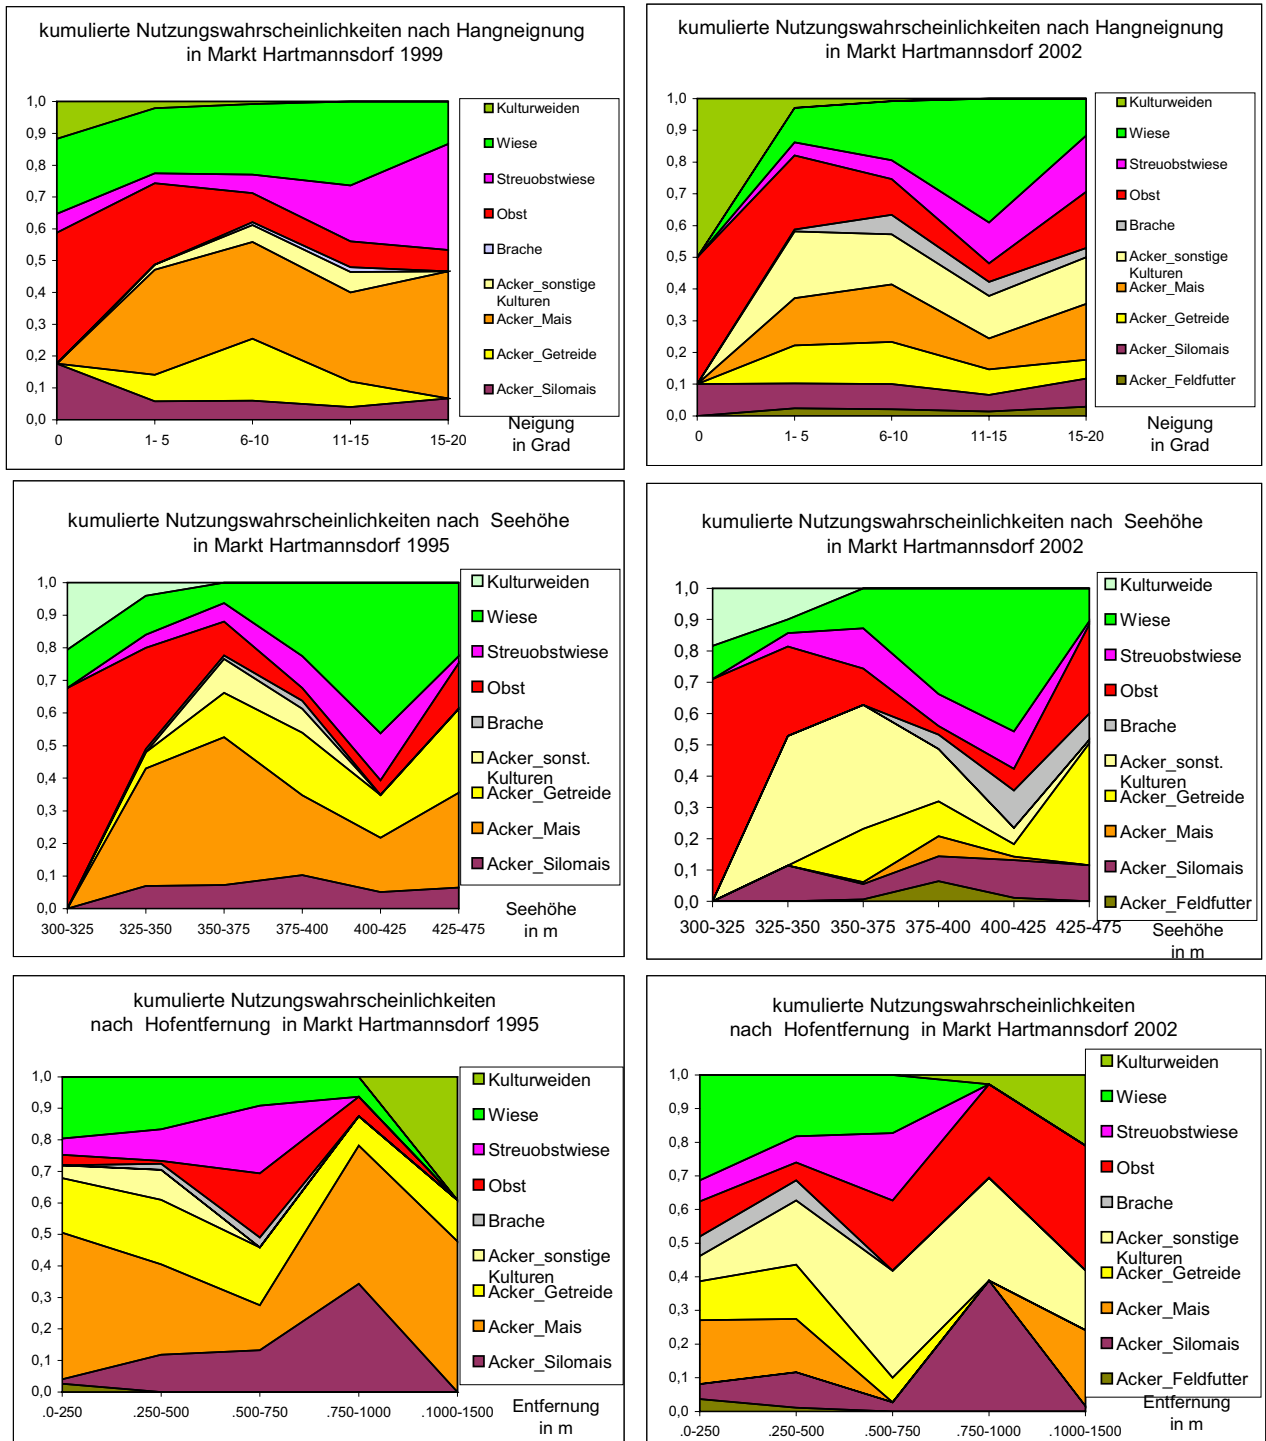 kumulierte Nutzungswahrscheinlichkeiten nach Hangneigung
in Markt Hartmannsdorf 1999
1,0
0,9
0,8
0,7
0,6
0,5
0,4
0,3
0,2
0,1
0,0
0
1- 5
6-10
11-15
15-20
Kulturweiden
Wiese
Streuobstwiese
Obst
Brache
Acker_sonstige
Kulturen
Acker_Mais
Acker_Getreide
Acker_Silomais
Neigung
in Grad
kumulierte Nutzungswahrscheinlichkeiten nach Hangneignung
in Markt Hartmannsdorf 2002
1,0
0,9
0,8
0,7
0,6
0,5
0,4
0,3
0,2
0,1
0,0
0
1- 5
6-10
11-15
15-20
Kulturweiden
Wiese
Streuobstwiese
Obst
Brache
Acker_sonstige
Kulturen
Acker_Mais
Acker_Getreide
Acker_Silomais
Acker_Feldfutter
Neigung
in Grad
kumulierte Nutzungswahrscheinlichkeiten nach Seehöhe
in Markt Hartmannsdorf 1995
1,0
0,9
0,8
0,7
0,6
0,5
0,4
0,3
0,2
0,1
0,0
300-325
325-350
350-375
375-400
400-425
425-475
Kulturweiden
Wiese
Streuobstwiese
Obst
Brache
Acker_sonst.
Kulturen
Acker_Getreide
Acker_Mais
Acker_Silomais
Seehöhe
in m
kumulierte Nutzungswahrscheinlichkeiten nach Seehöhe
in Markt Hartmannsdorf 2002
1,0
0,9
0,8
0,7
0,6
0,5
0,4
0,3
0,2
0,1
0,0
300-325
325-350
350-375
375-400
400-425
425-475
Kulturweide
Wiese
Streuobstwiese
Obst
Brache
Acker_sonst.
Kulturen
Acker_Getreide
Acker_Mais
Acker_Silomais
Acker_Feldfutter
Seehöhe
in m
kumulierte Nutzungswahrscheinlichkeiten
nach Hofentfernung in Markt Hartmannsdorf 1995
1,0
0,9
0,8
0,7
0,6
0,5
0,4
0,3
0,2
0,1
0,0
.0-250
.250-500
.500-750
.750-1000
.1000-1500
Kulturweiden
Wiese
Streuobstwiese
Obst
Brache
Acker_sonstige
Kulturen
Acker_Getreide
Acker_Mais
Acker_Silomais
Entfernung
in m
kumulierte Nutzungswahrscheinlichkeiten
nach Hofentfernung in Markt Hartmannsdorf 2002
1,0
0,9
0,8
0,7
0,6
0,5
0,4
0,3
0,2
0,1
0,0
.0-250
.250-500
.500-750
.750-1000
.1000-1500
Kulturweiden
Wiese
Streuobstwiese
Obst
Brache
Acker_sonstige
Kulturen
Acker_Getreide
Acker_Mais
Acker_Silomais
Acker_Feldfutter
Entfernung
in m